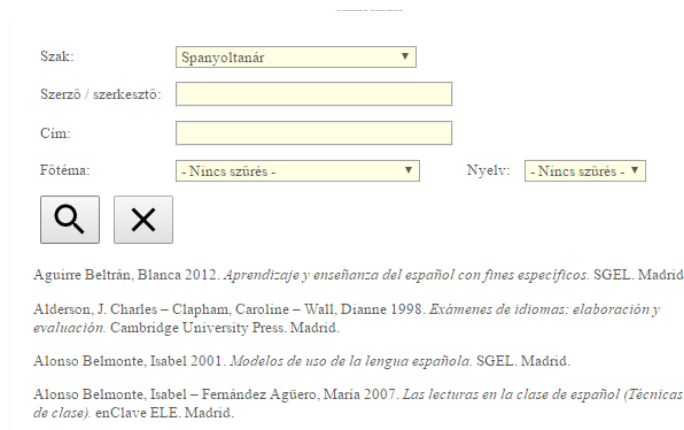 Szak: Spanyoltanár
Szerző / szerkesztő:
Cím:
Főtéma: - Nincs szűrés - Nyelv: - Nincs szűrés -
Aguirre Beltrán, Blanca 2012. Aprendizaje y enseñanza del español con fines específicos. SGEL. Madrid
Alderson, J. Charles – Clapham, Caroline – Wall, Dianne 1998. Exámenes de idiomas: elaboración y
evaluación. Cambridge University Press. Madrid.
Alonso Belmonte, Isabel 2001. Modelos de uso de la lengua española. SGEL. Madrid.
Alonso Belmonte, Isabel – Fernández Agüero, María 2007. Las lecturas en la clase de español (Técnicas
de clase). enClave ELE. Madrid.